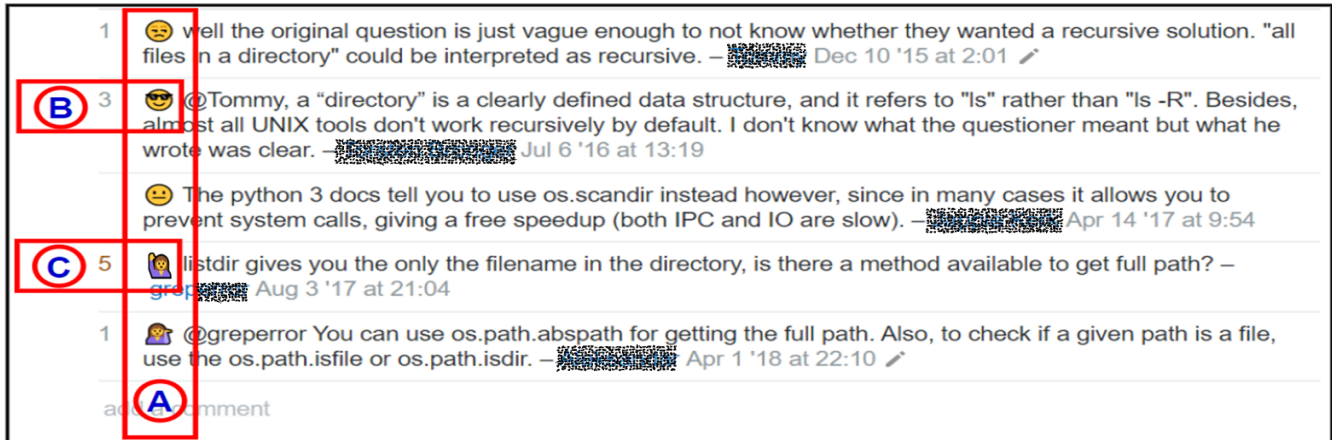 1 😒 well the original question is just vague enough to not know whether they wanted a recursive solution. "all
files in a directory" could be interpreted as recursive. – Dec 10 '15 at 2:01
B 3 😎 @Tommy, a “directory” is a clearly defined data structure, and it refers to "ls" rather than "ls -R". Besides,
almost all UNIX tools don't work recursively by default. I don't know what the questioner meant but what he
wrote was clear. – Jul 6 '16 at 13:19
😐 The python 3 docs tell you to use os.scandir instead however, since in many cases it allows you to
prevent system calls, giving a free speedup (both IPC and IO are slow). – Apr 14 '17 at 9:54
C 5 🙋 listdir gives you the only the filename in the directory, is there a method available to get full path? –
Aug 3 '17 at 21:04
1 💁 @greperror You can use os.path.abspath for getting the full path. Also, to check if a given path is a file,
use the os.path.isfile or os.path.isdir. – Apr 1 '18 at 22:10
add a comment
A